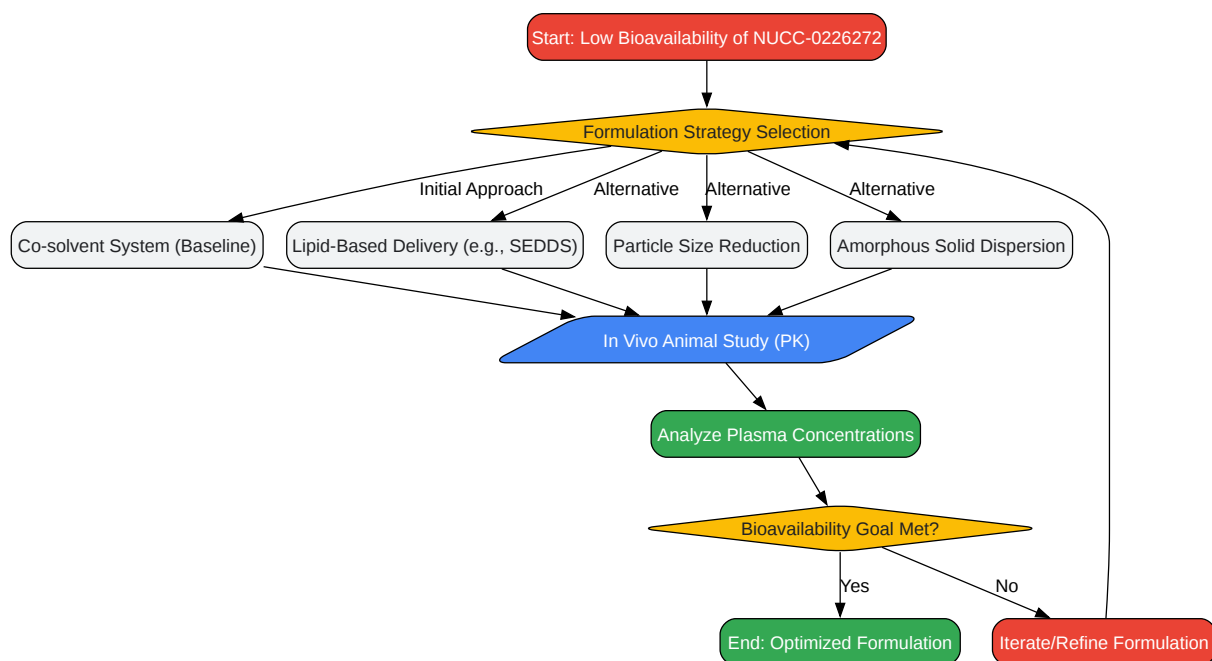 Start: Low Bioavailability of NUCC-0226272
Formulation Strategy Selection
Initial Approach
Alternative
Alternative
Alternative
Co-solvent System (Baseline)
Lipid-Based Delivery (e.g., SEDDS)
Particle Size Reduction
Amorphous Solid Dispersion
In Vivo Animal Study (PK)
Analyze Plasma Concentrations
Bioavailability Goal Met?
Yes
No
End: Optimized Formulation
Iterate/Refine Formulation